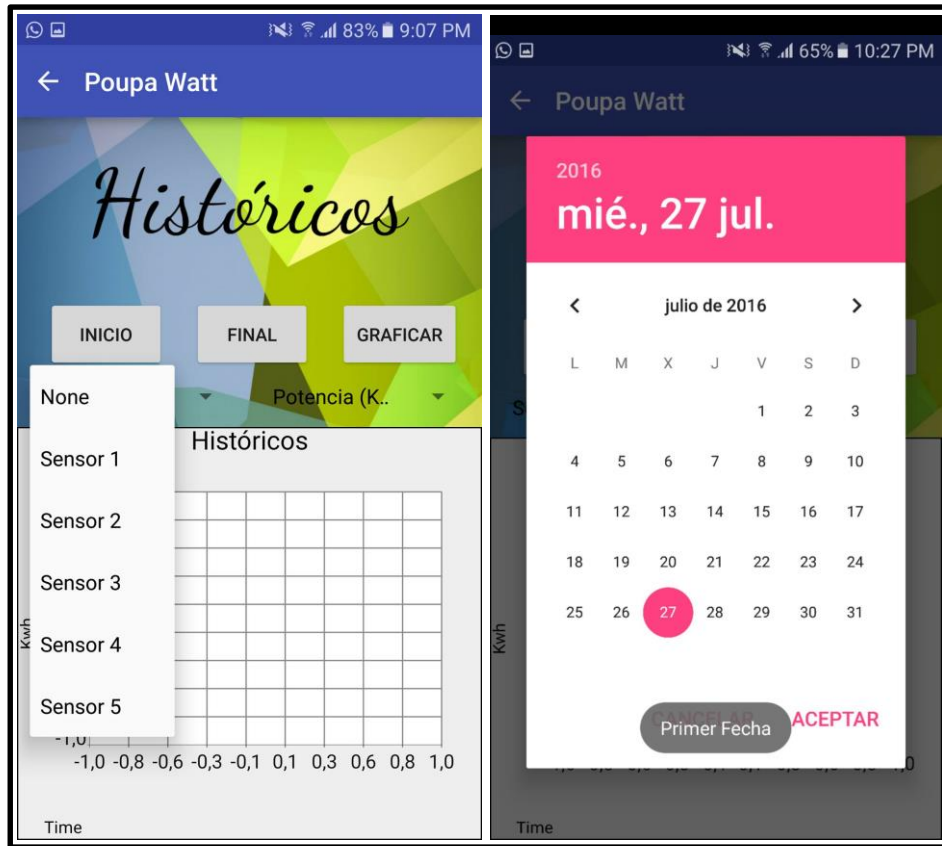 83% 9:07 PM
Poupa Watt
Históricos
INICIO FINAL GRAFICAR
None
Potencia (K..
Sensor 1
Históricos
Sensor 2
Sensor 3
Sensor 4
Sensor 5
Kwh
-1,0
-1,0 -0,8 -0,6 -0,3 -0,1 0,1 0,3 0,6 0,8 1,0
Time
65% 10:27 PM
Poupa Watt
2016
mié., 27 jul.
julio de 2016
L M X J V S D
1 2 3
4 5 6 7 8 9 10
11 12 13 14 15 16 17
18 19 20 21 22 23 24
25 26 27 28 29 30 31
CANCELAR ACEPTAR
Primer Fecha
Kwh
Time